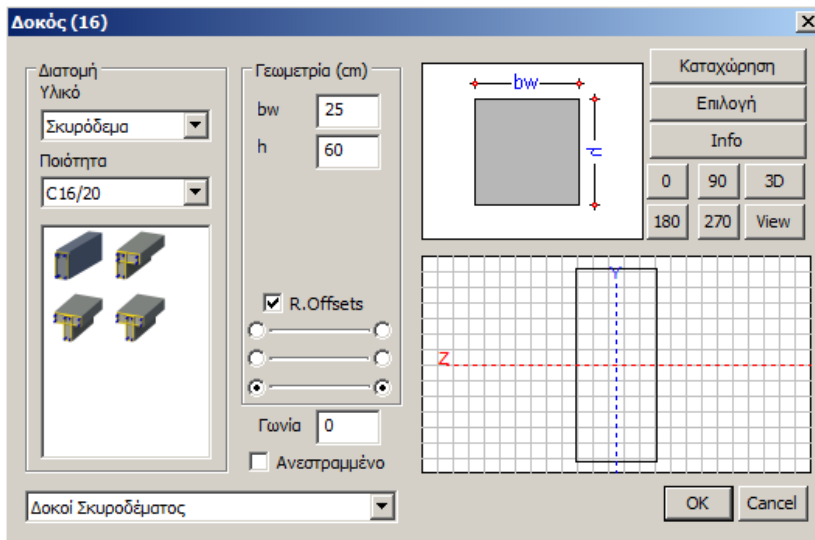 Δοκός (16)
Διατομή
Υλικό
Σκυρόδεμα
Ποιότητα
C16/20
Γεωμετρία (cm)
bw 25
h 60
R.Offsets
Γωνία 0
Ανεστραμμένο
bw
h
Καταχώρηση
Επιλογή
Info
0 90 3D
180 270 View
Y
Z
Δοκοί Σκυροδέματος
OK Cancel